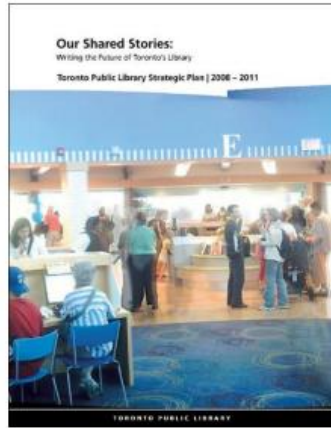 Our Shared Stories:
Writing the Future of Toronto's Library
Toronto Public Library Strategic Plan | 2008 – 2011
E
TORONTO PUBLIC LIBRARY